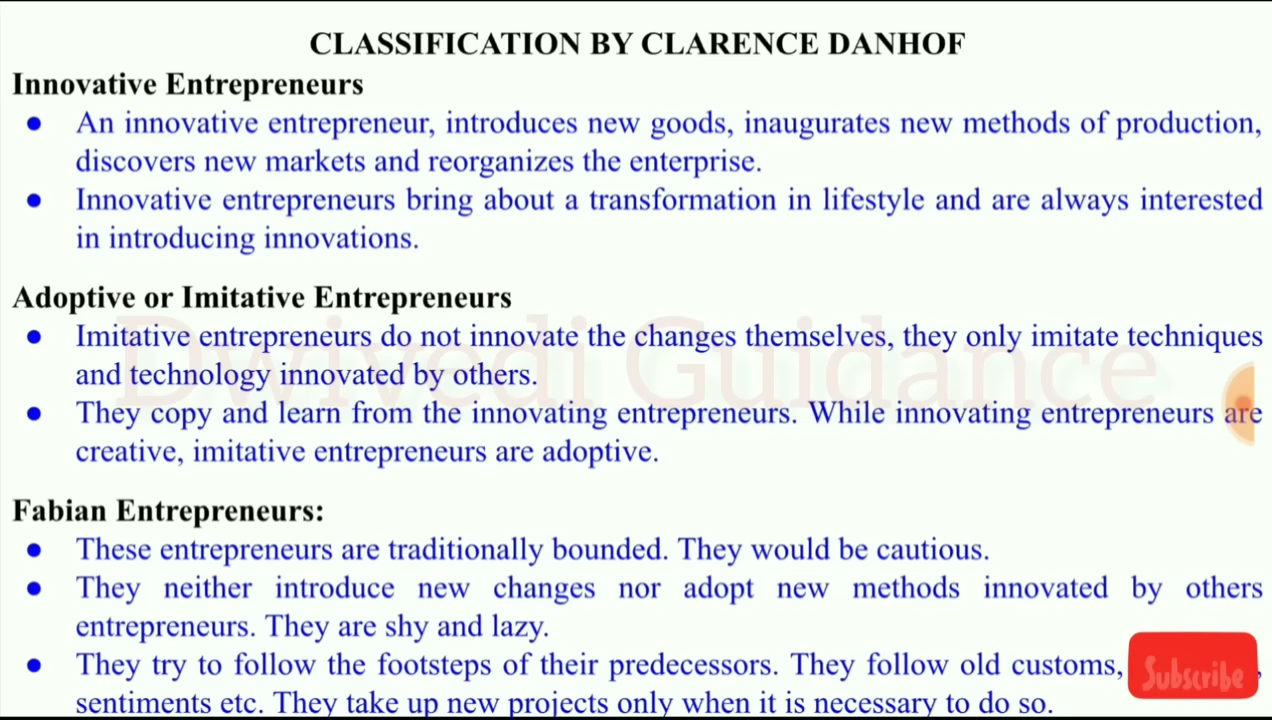 CLASSIFICATION BY CLARENCE DANHOF
Innovative Entrepreneurs
● An innovative entrepreneur, introduces new goods, inaugurates new methods of production,
discovers new markets and reorganizes the enterprise.
● Innovative entrepreneurs bring about a transformation in lifestyle and are always interested
in introducing innovations.
Adoptive or Imitative Entrepreneurs
● Imitative entrepreneurs do not innovate the changes themselves, they only imitate techniques
and technology innovated by others.
Dwivedi Guidance
● They copy and learn from the innovating entrepreneurs. While innovating entrepreneurs are
creative, imitative entrepreneurs are adoptive.
Fabian Entrepreneurs:
● These entrepreneurs are traditionally bounded. They would be cautious.
● They neither introduce new changes nor adopt new methods innovated by others
entrepreneurs. They are shy and lazy.
● They try to follow the footsteps of their predecessors. They follow old customs,
Subscribe
sentiments etc. They take up new projects only when it is necessary to do so.